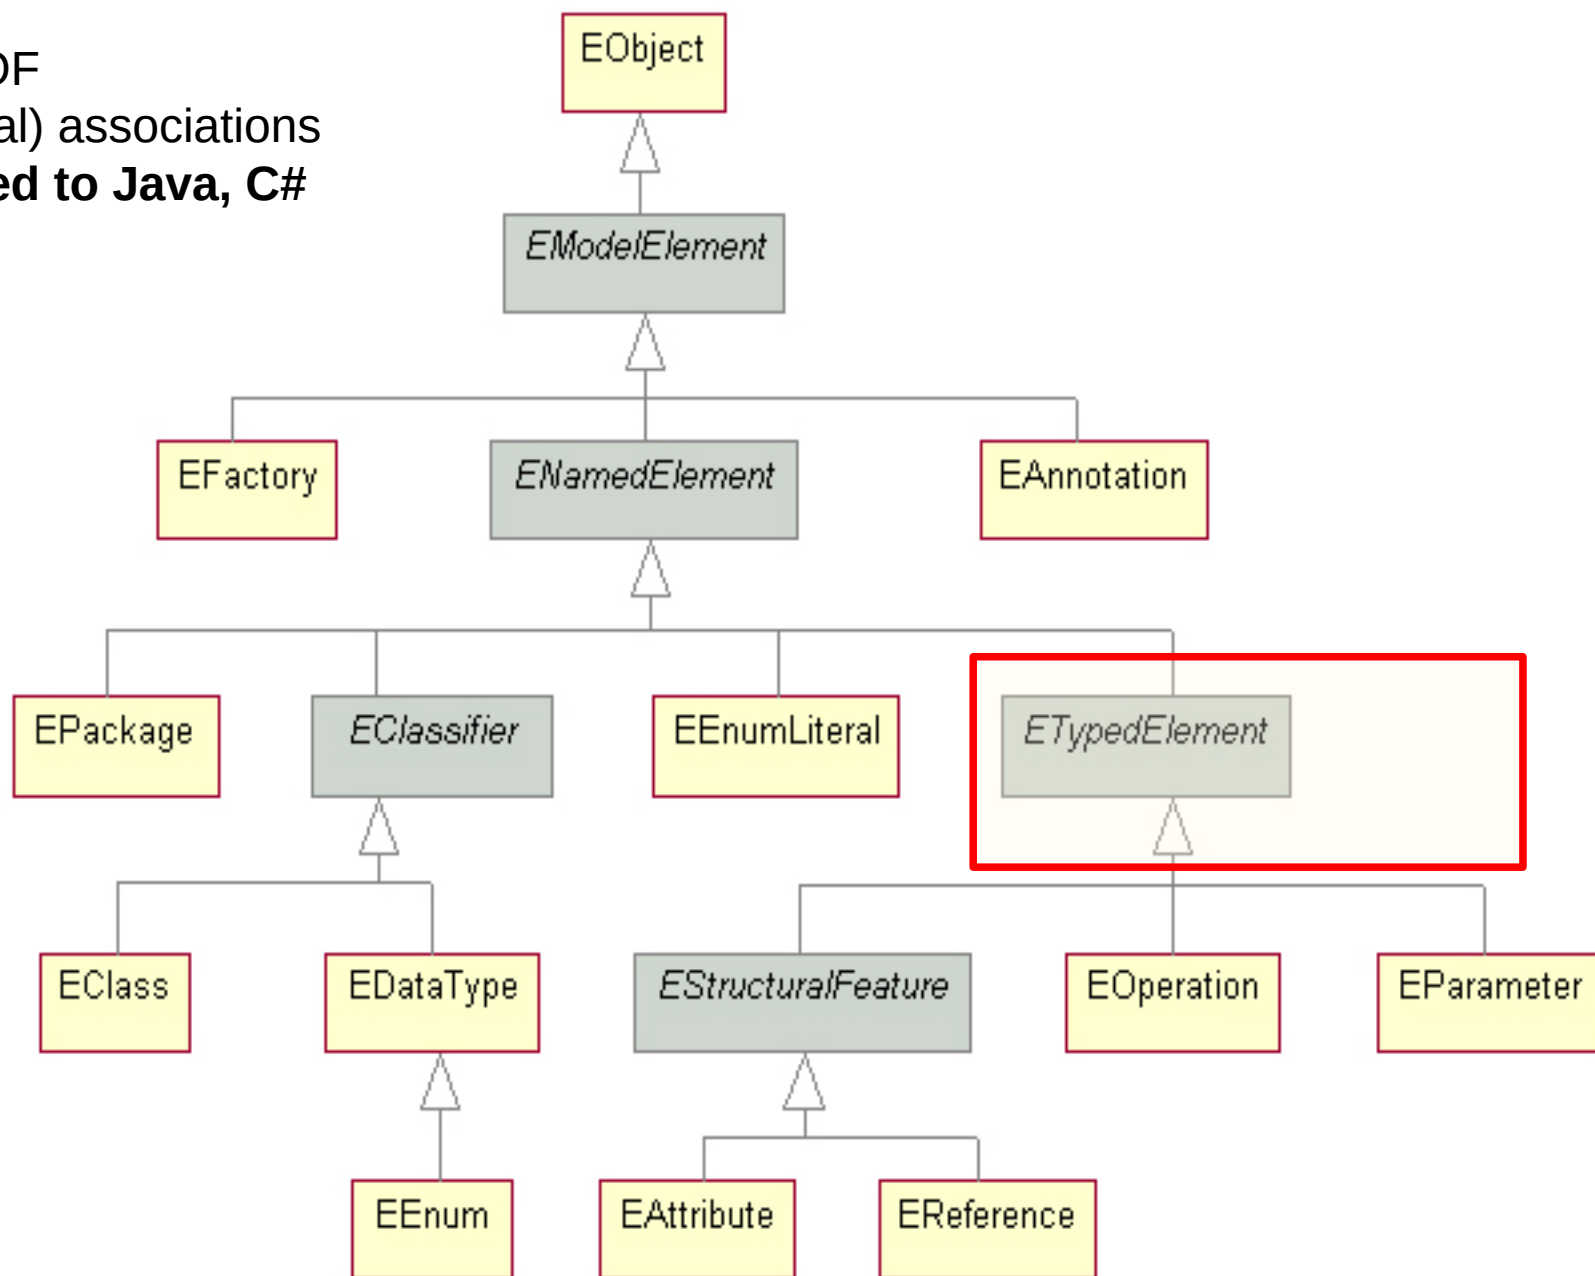 EObject
OF
al) associations
ed to Java, C#
EModelElement
EFactory
ENamedElement
EAnnotation
EPackage
EClassifier
EEnumLiteral
ETypedElement
EClass
EDataType
EStructuralFeature
EOperation
EParameter
EEnum
EAttribute
EReference